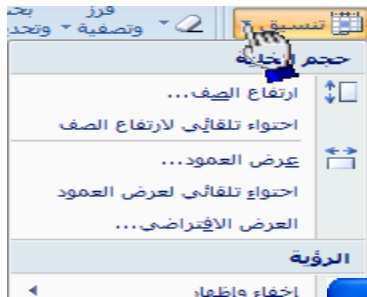 تنسيق
فرز
وتصفية
حجم الخلية
ارتفاع الصف...
احتواء تلقائي لارتفاع الصف
عرض العمود...
احتواء تلقائي لعرض العمود
العرض الافتراضي...
الرؤية
إخفاء وإظهار